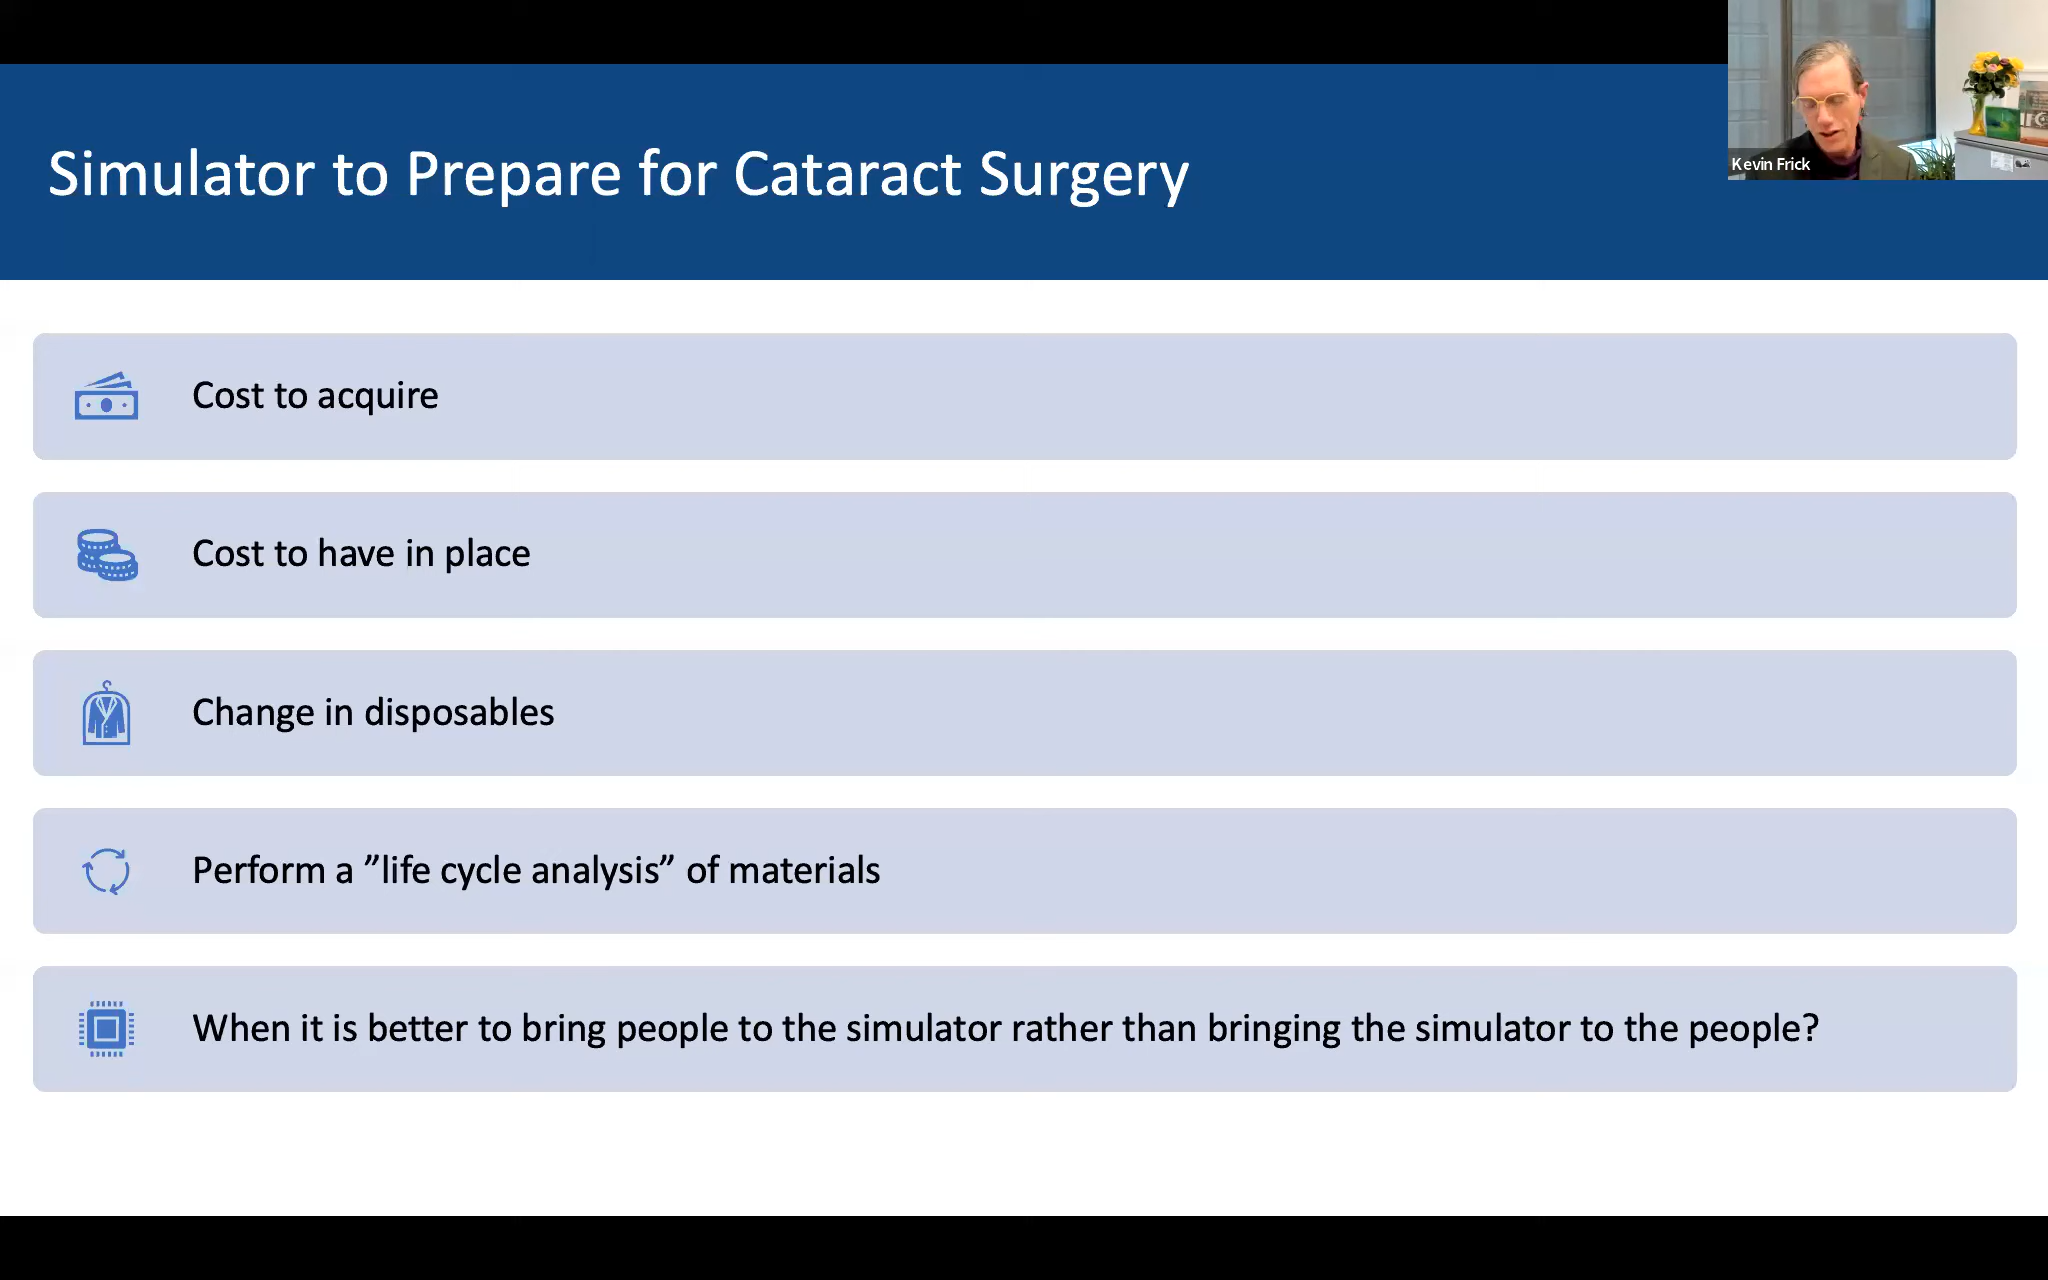 Simulator to Prepare for Cataract Surgery
Kevin Frick
Cost to acquire
Cost to have in place
Change in disposables
Perform a ”life cycle analysis” of materials
When it is better to bring people to the simulator rather than bringing the simulator to the people?